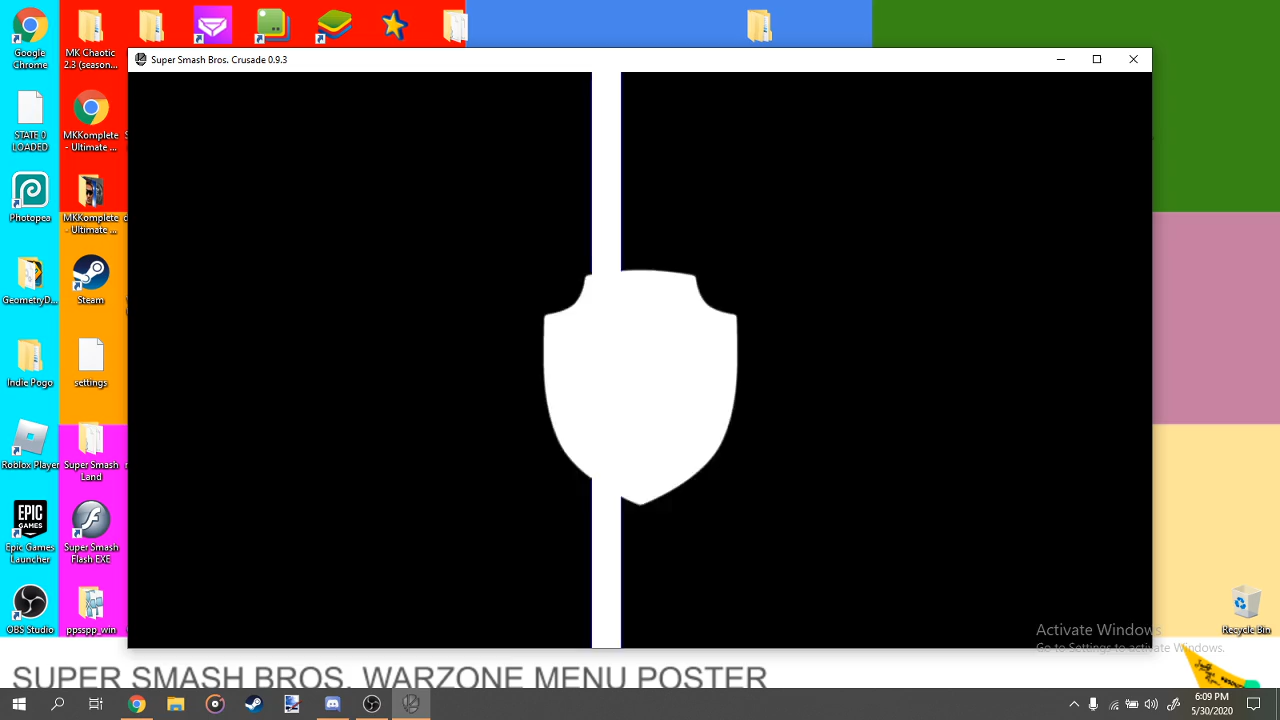 Super Smash Bros. Crusade 0.9.3
Google
Chrome
MK Chaotic
2.3 (season...
STATE 0
LOADED
MKKomplete
- Ultimate ...
Photopea
MKKomplete
- Ultimate ...
GeometryD...
Steam
Indie Pogo
settings
Roblox Player
Super Smash
Land
EPIC
GAMES
Epic Games
Launcher
Super Smash
Flash EXE
OBS Studio
ppsspp_win
Recycle Bin
Activate Windows
Go to Settings to activate Windows.
SUPER SMASH BROS. WARZONE MENU POSTER
6:09 PM
5/30/2020